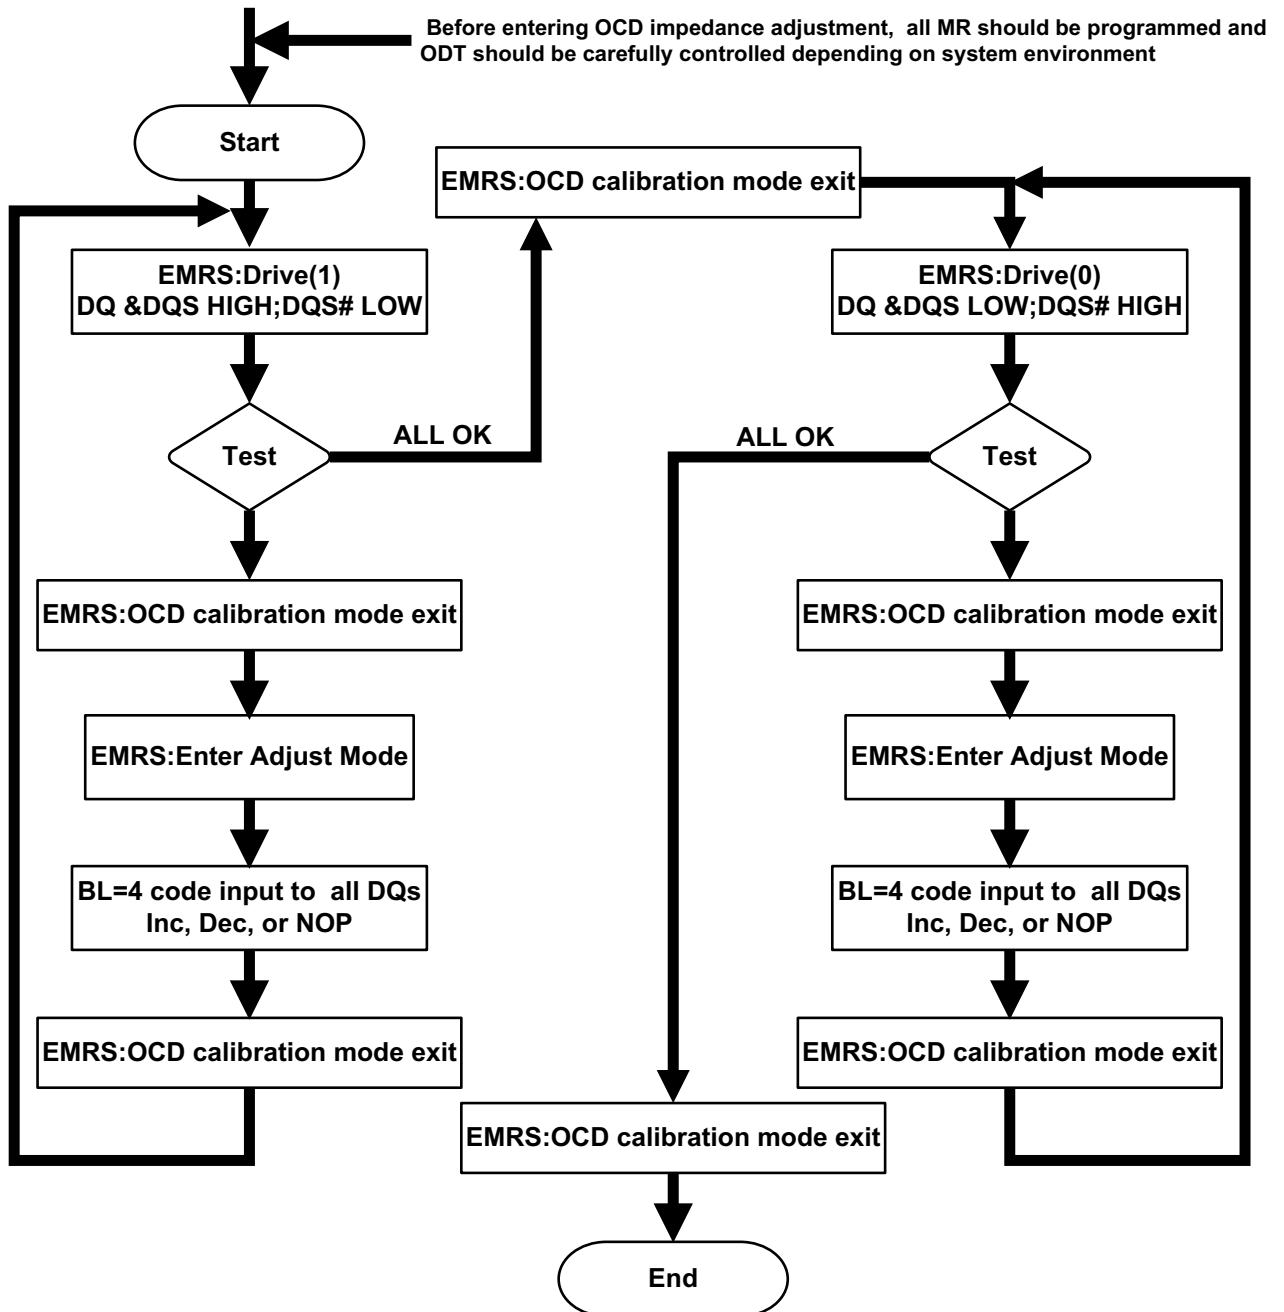 Before entering OCD impedance adjustment, all MR should be programmed and
ODT should be carefully controlled depending on system environment
Start
EMRS:OCD calibration mode exit
EMRS:Drive(1)
DQ &DQS HIGH;DQS# LOW
EMRS:Drive(0)
DQ &DQS LOW;DQS# HIGH
ALL OK
ALL OK
Test
Test
EMRS:OCD calibration mode exit
EMRS:OCD calibration mode exit
EMRS:Enter Adjust Mode
EMRS:Enter Adjust Mode
BL=4 code input to all DQs
Inc, Dec, or NOP
BL=4 code input to all DQs
Inc, Dec, or NOP
EMRS:OCD calibration mode exit
EMRS:OCD calibration mode exit
EMRS:OCD calibration mode exit
End